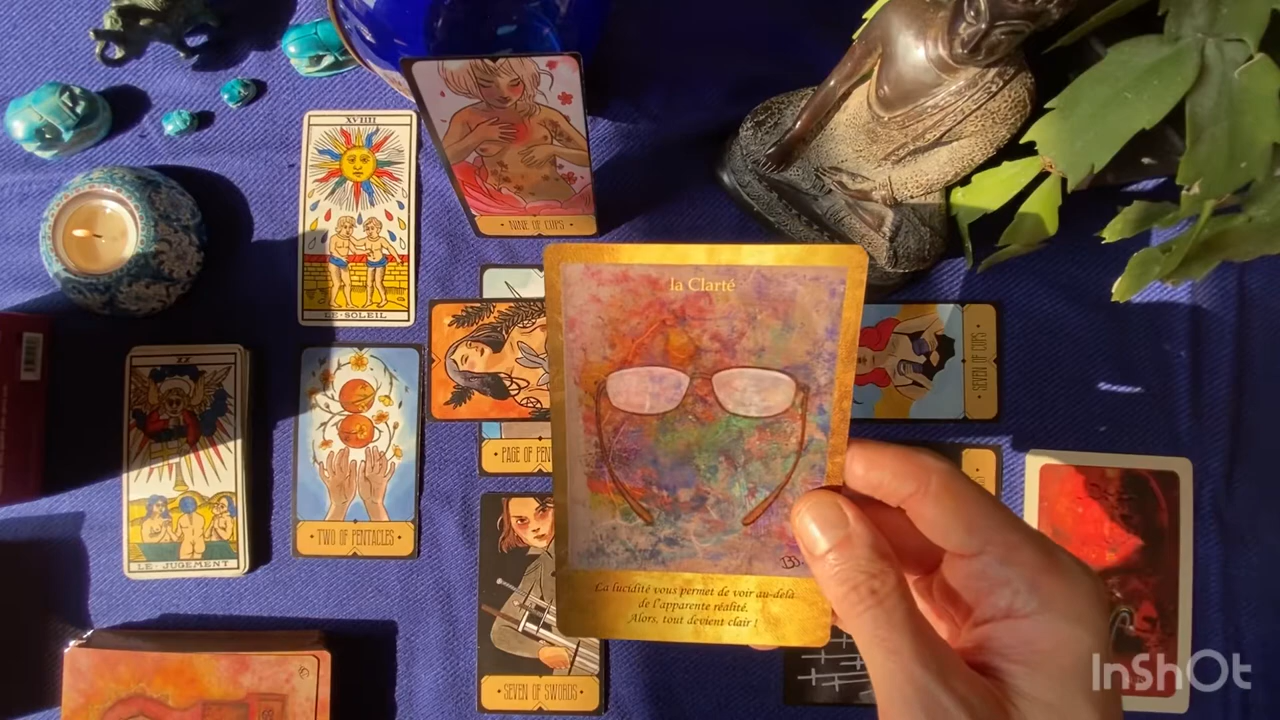 XVIIII
LE·SOLEIL
NINE OF CUPS
la Clarté
La lucidité vous permet de voir au-delà
de l'apparente réalité.
Alors, tout devient clair !
SEVEN OF CUPS
XX
LE·JUGEMENT
TWO OF PENTACLES
PAGE OF PEN
SEVEN OF SWORDS
InShOt